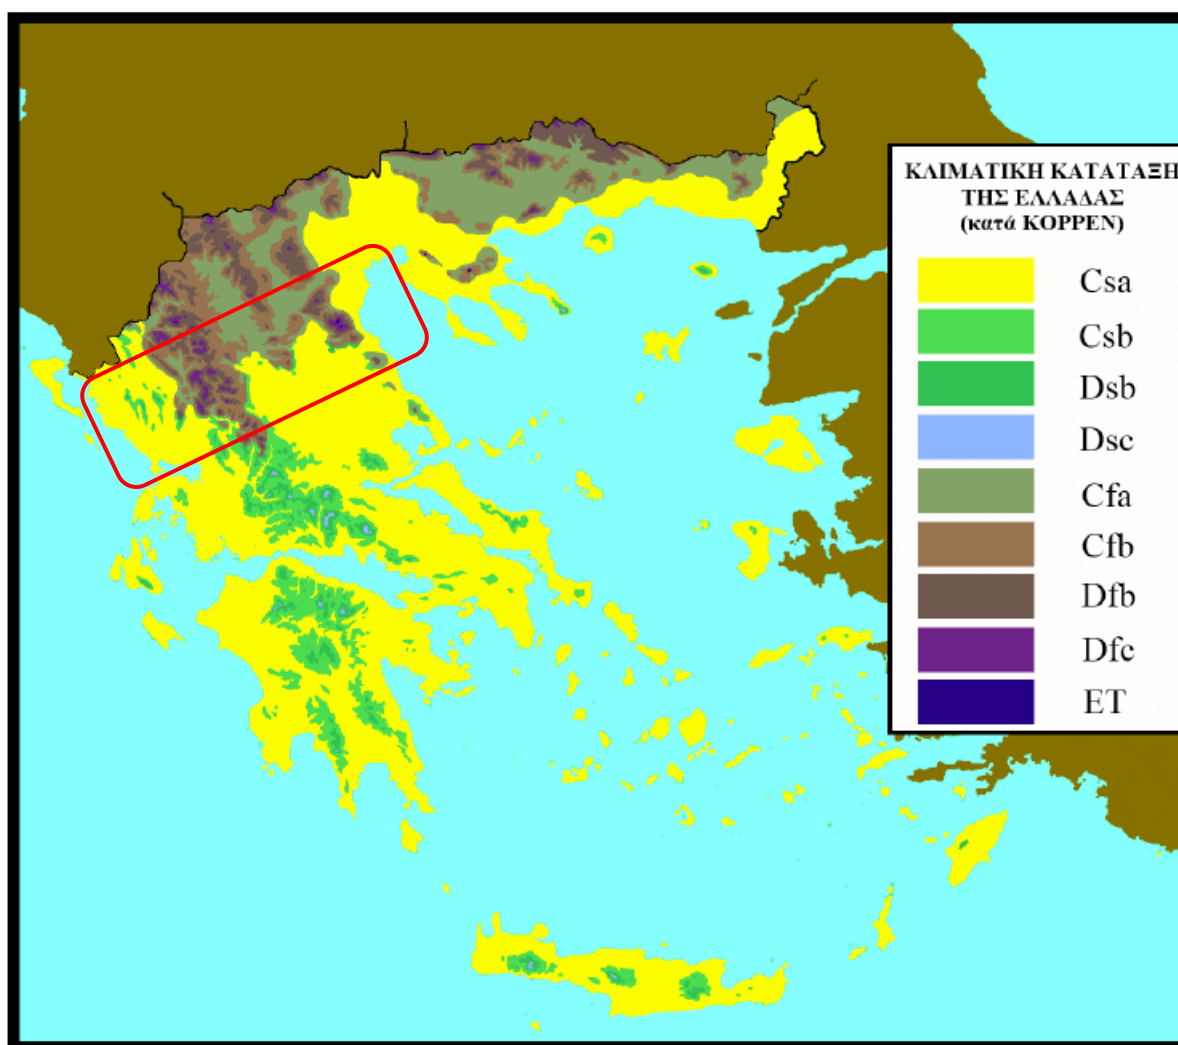 ΚΛΙΜΑΤΙΚΗ ΚΑΤΑΤΑΞΗ
ΤΗΣ ΕΛΛΑΔΑΣ
(κατά KOPPEN)
Csa
Csb
Dsb
Dsc
Cfa
Cfb
Dfb
Dfc
ET